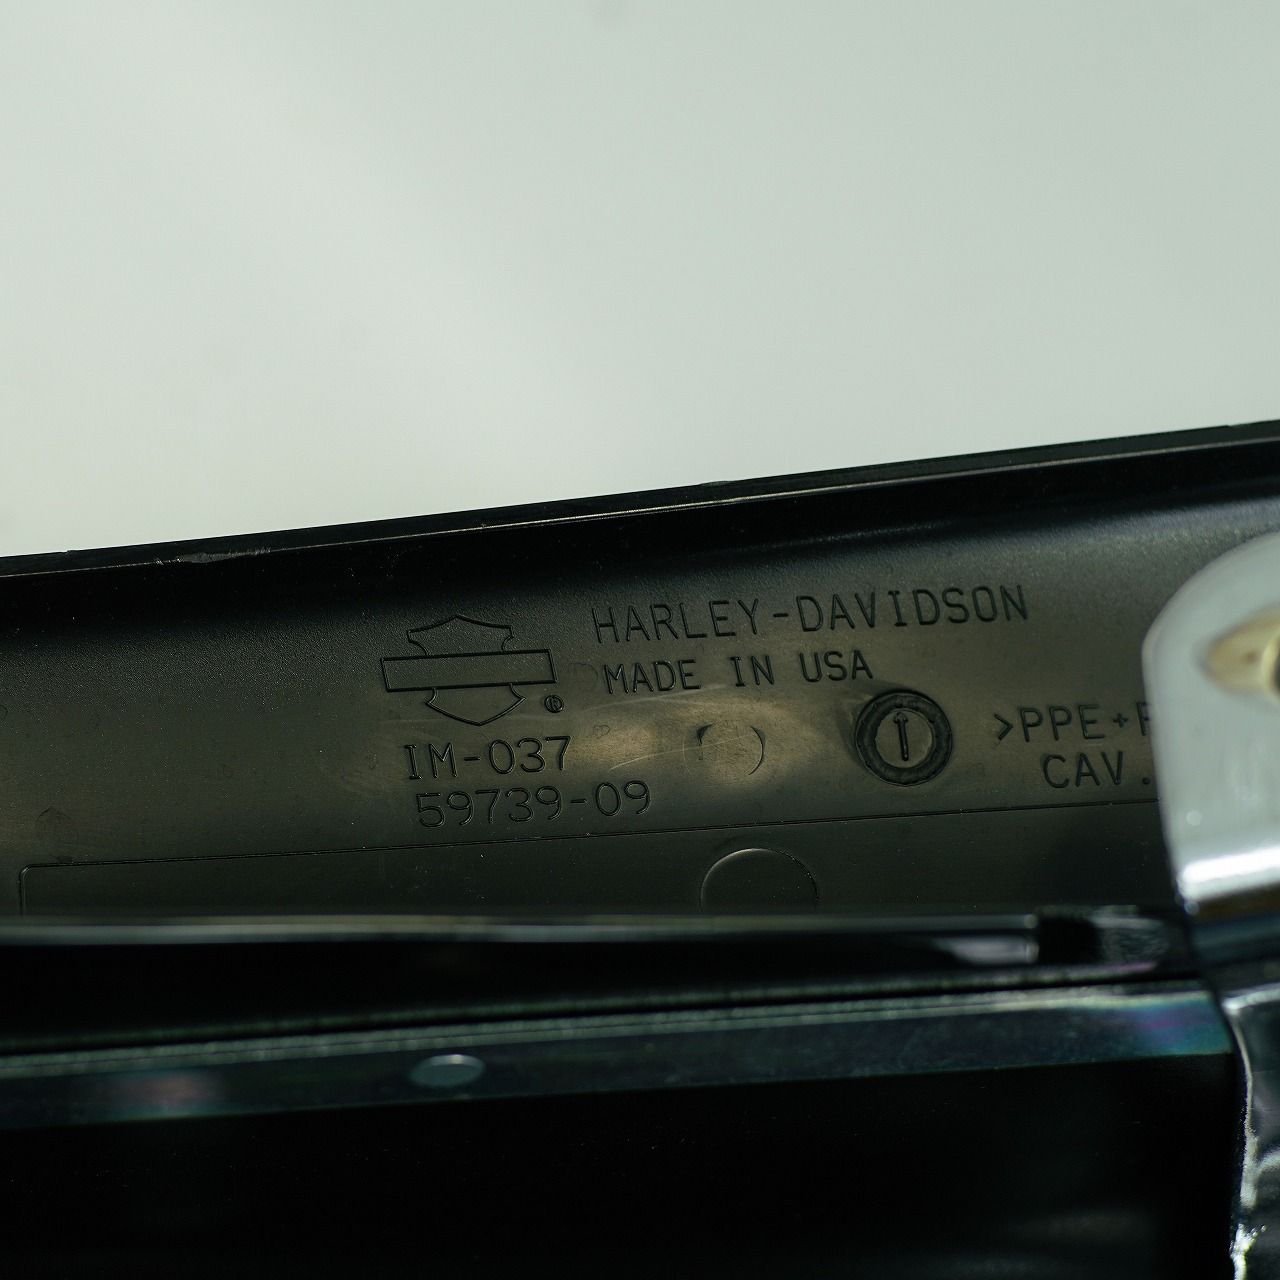 HARLEY-DAVIDSON
MADE IN USA
®
IM-037
59739-09
>PPE+
CAV.